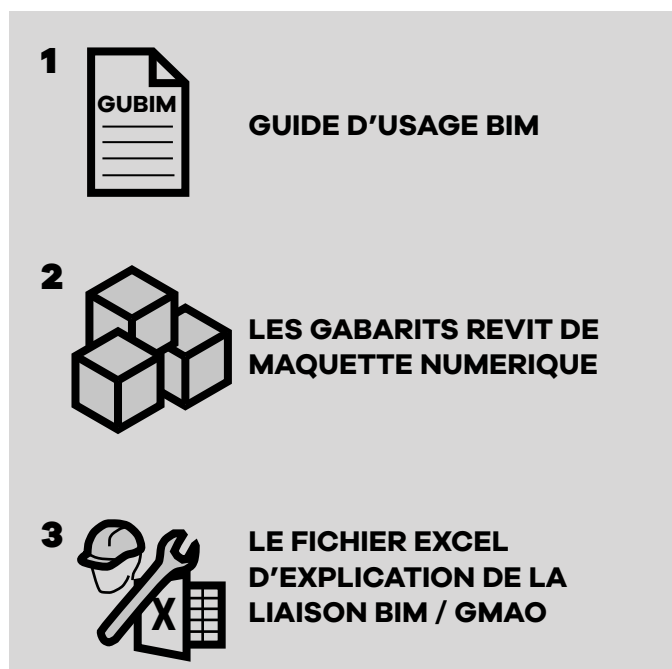 1
GUBIM
GUIDE D'USAGE BIM
2
LES GABARITS REVIT DE
MAQUETTE NUMERIQUE
3
X
LE FICHIER EXCEL
D'EXPLICATION DE LA
LIAISON BIM / GMAO